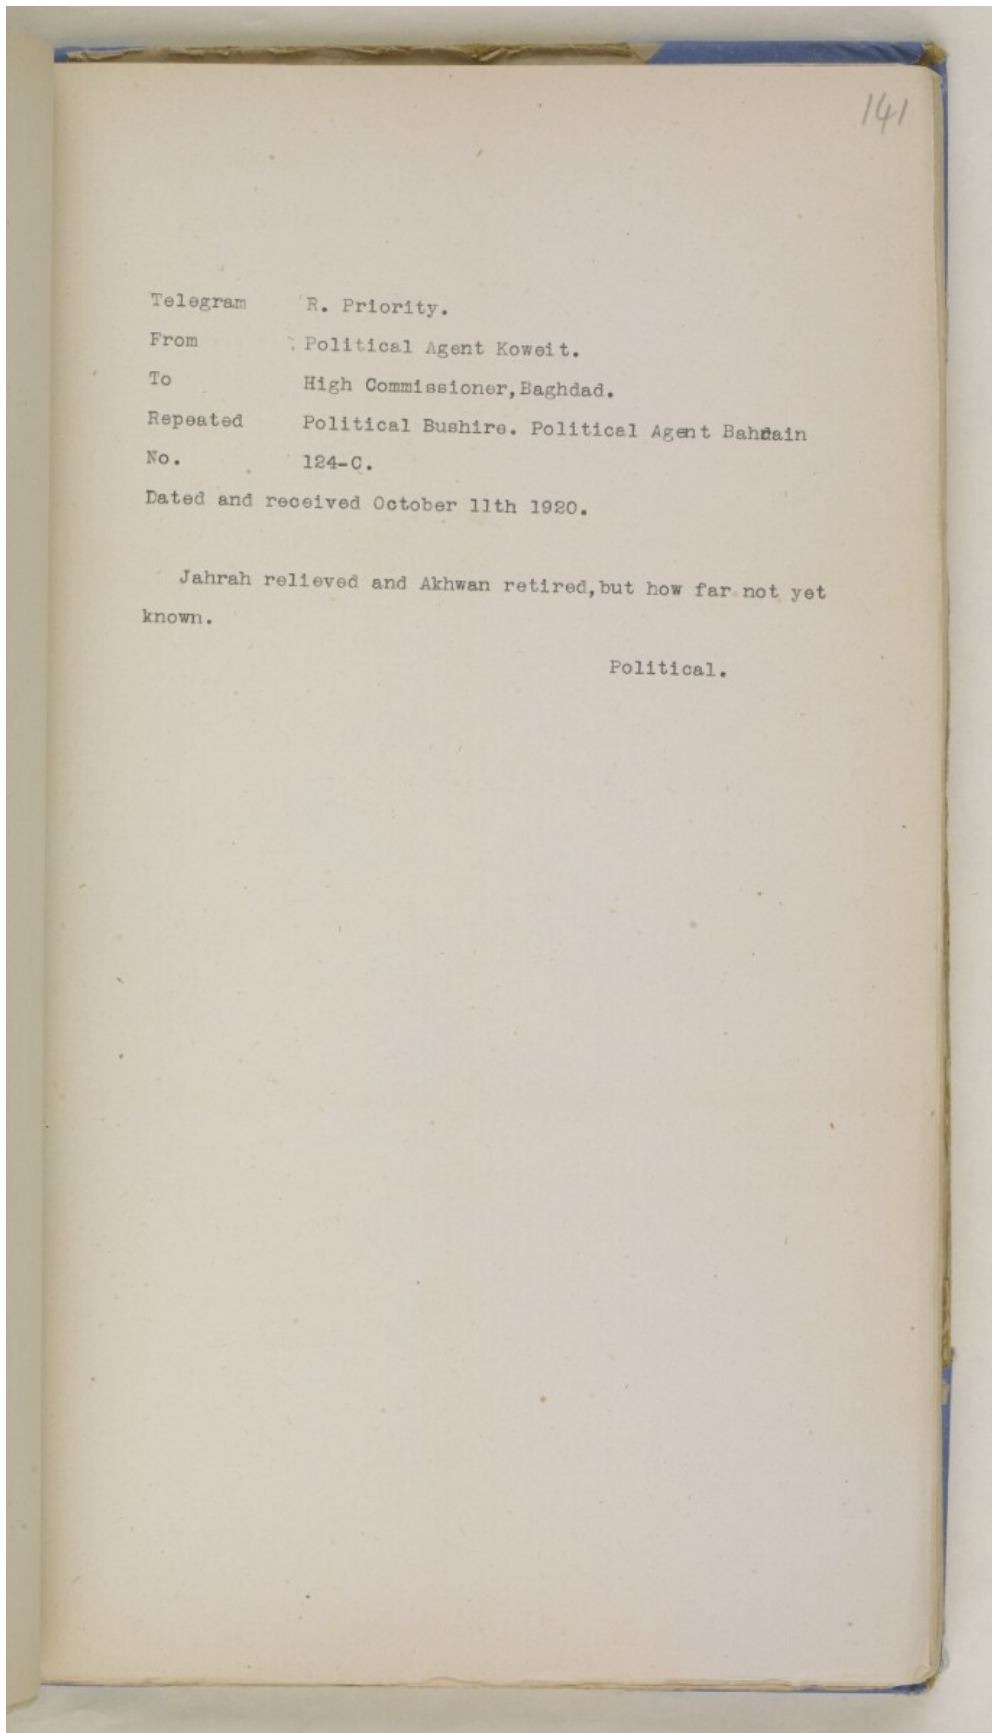 141
Telegram R. Priority.
From Political Agent Koweit.
To High Commissioner,Baghdad.
Repeated Political Bushire. Political Agent Bahrain
No. 124-C.
Dated and received October 11th 1920.
Jahrah relieved and Akhwan retired,but how far not yet
known.
Political.